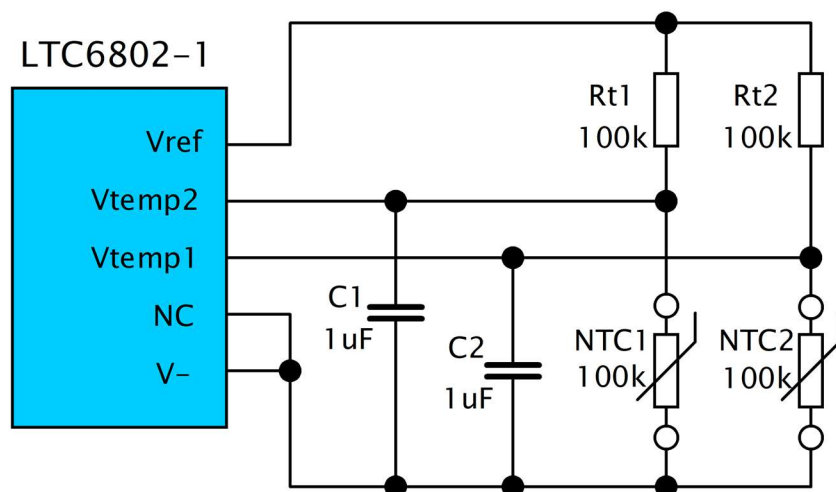 LTC6802-1
Vref
Vtemp2
Vtemp1
NC
V-
Rt1
100k
Rt2
100k
C1
1uF
C2
1uF
NTC1
100k
NTC2
100k